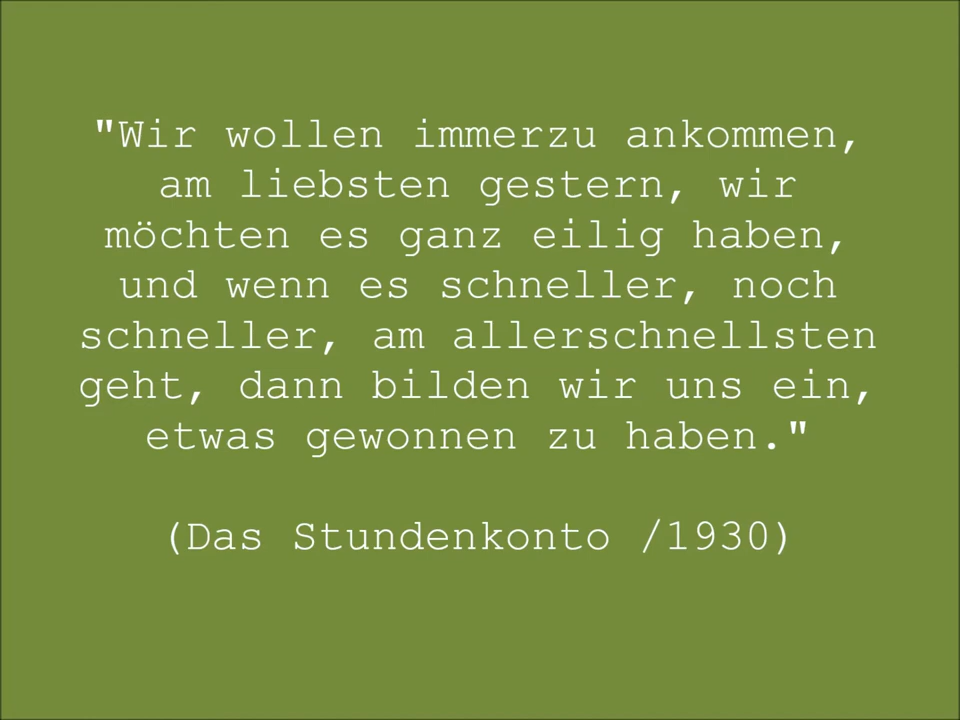 "Wir wollen immerzu ankommen,
am liebsten gestern, wir
möchten es ganz eilig haben,
und wenn es schneller, noch
schneller, am allerschnellsten
geht, dann bilden wir uns ein,
etwas gewonnen zu haben."
(Das Stundenkonto /1930)